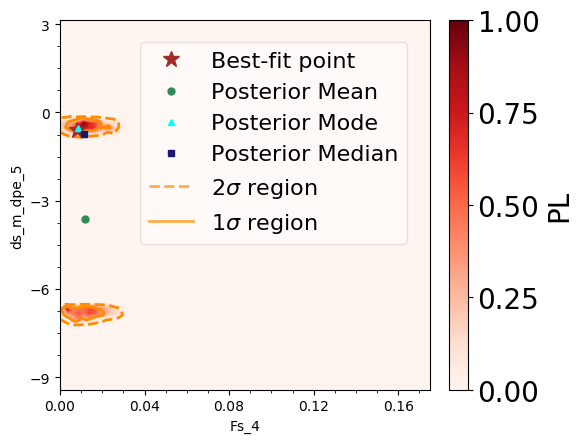 3
0
−3
−6
−9
ds_m_dpe_5
0.00
0.04
0.08
0.12
0.16
Fs_4
Best-fit point
Posterior Mean
Posterior Mode
Posterior Median
2σ region
1σ region
1.00
0.75
0.50
0.25
0.00
PL